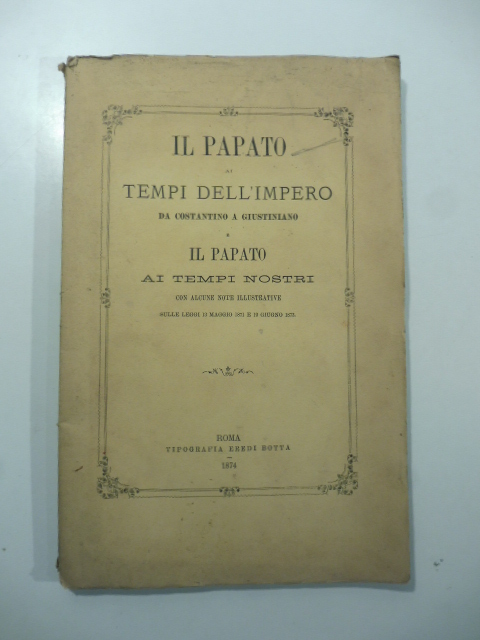 IL PAPATO
AI
TEMPI DELL'IMPERO
DA COSTANTINO A GIUSTINIANO
E
IL PAPATO
AI TEMPI NOSTRI
CON ALCUNE NOTE ILLUSTRATIVE
SULLE LEGGI 13 MAGGIO 1871 E 19 GIUGNO 1873
ROMA
TIPOGRAFIA EREDI BOTTA
1874